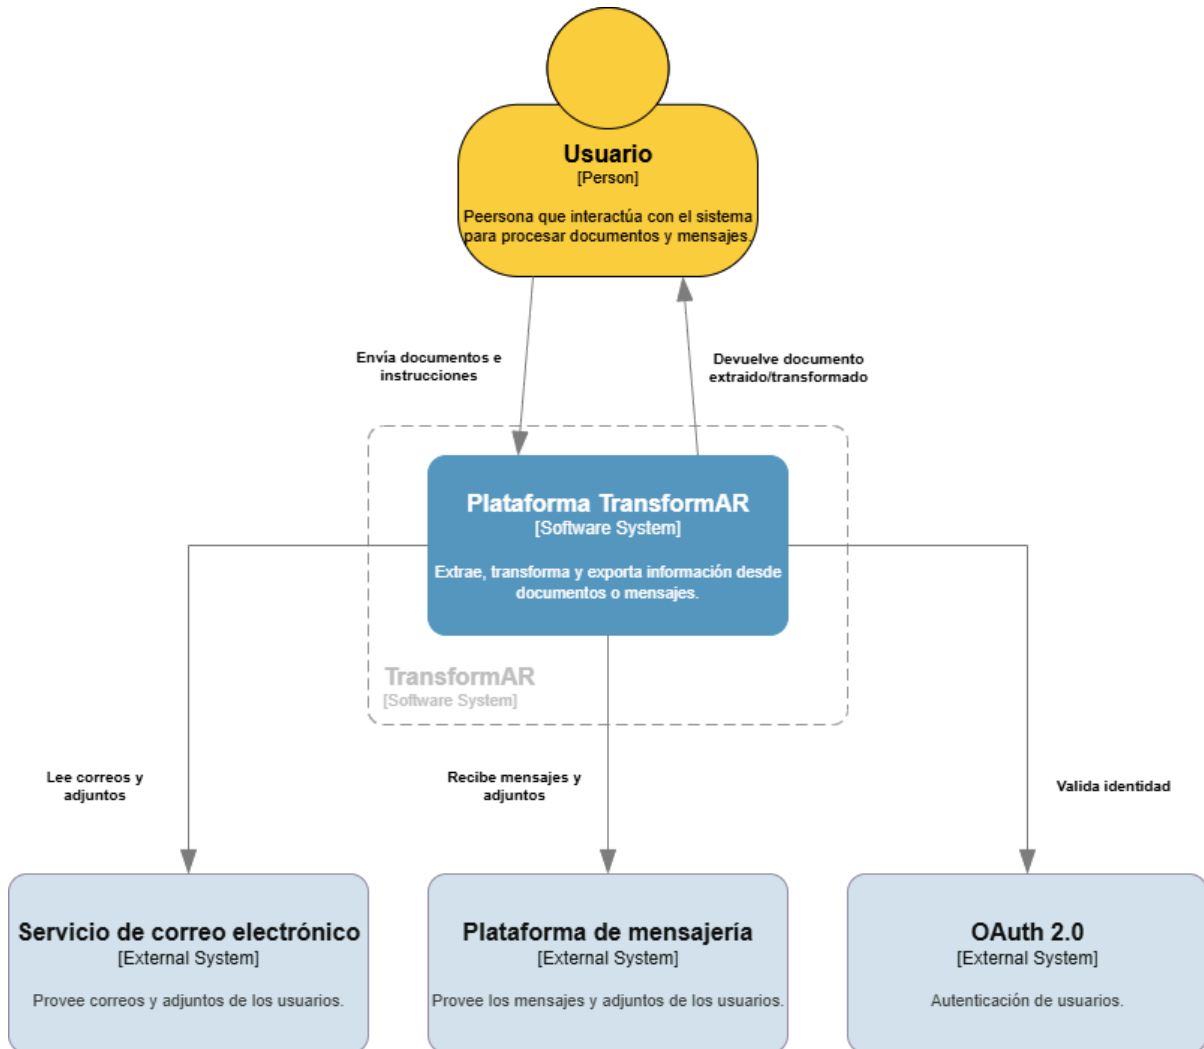 Usuario
[Person]
Peersona que interactúa con el sistema
para procesar documentos y mensajes.
Envía documentos e
instrucciones
Devuelve documento
extraido/transformado
Plataforma TransformAR
[Software System]
Extrae, transforma y exporta información desde
documentos o mensajes.
TransformAR
[Software System]
Lee correos y
adjuntos
Recibe mensajes y
adjuntos
Valida identidad
Servicio de correo electrónico
[External System]
Provee correos y adjuntos de los usuarios.
Plataforma de mensajería
[External System]
Provee los mensajes y adjuntos de los usuarios.
OAuth 2.0
[External System]
Autenticación de usuarios.